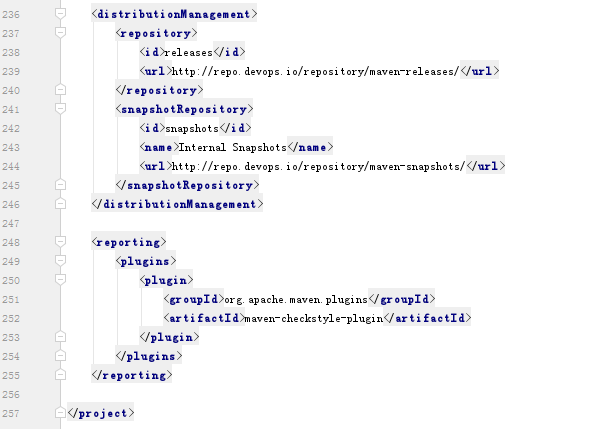 236 <distributionManagement>
237 <repository>
238 <id>releases</id>
239 <url>http://repo.devops.io/repository/maven-releases/</url>
240 </repository>
241 <snapshotRepository>
242 <id>snapshots</id>
243 <name>Internal Snapshots</name>
244 <url>http://repo.devops.io/repository/maven-snapshots/</url>
245 </snapshotRepository>
246 </distributionManagement>
247
248 <reporting>
249 <plugins>
250 <plugin>
251 <groupId>org.apache.maven.plugins</groupId>
252 <artifactId>maven-checkstyle-plugin</artifactId>
253 </plugin>
254 </plugins>
255 </reporting>
256
257 </project>